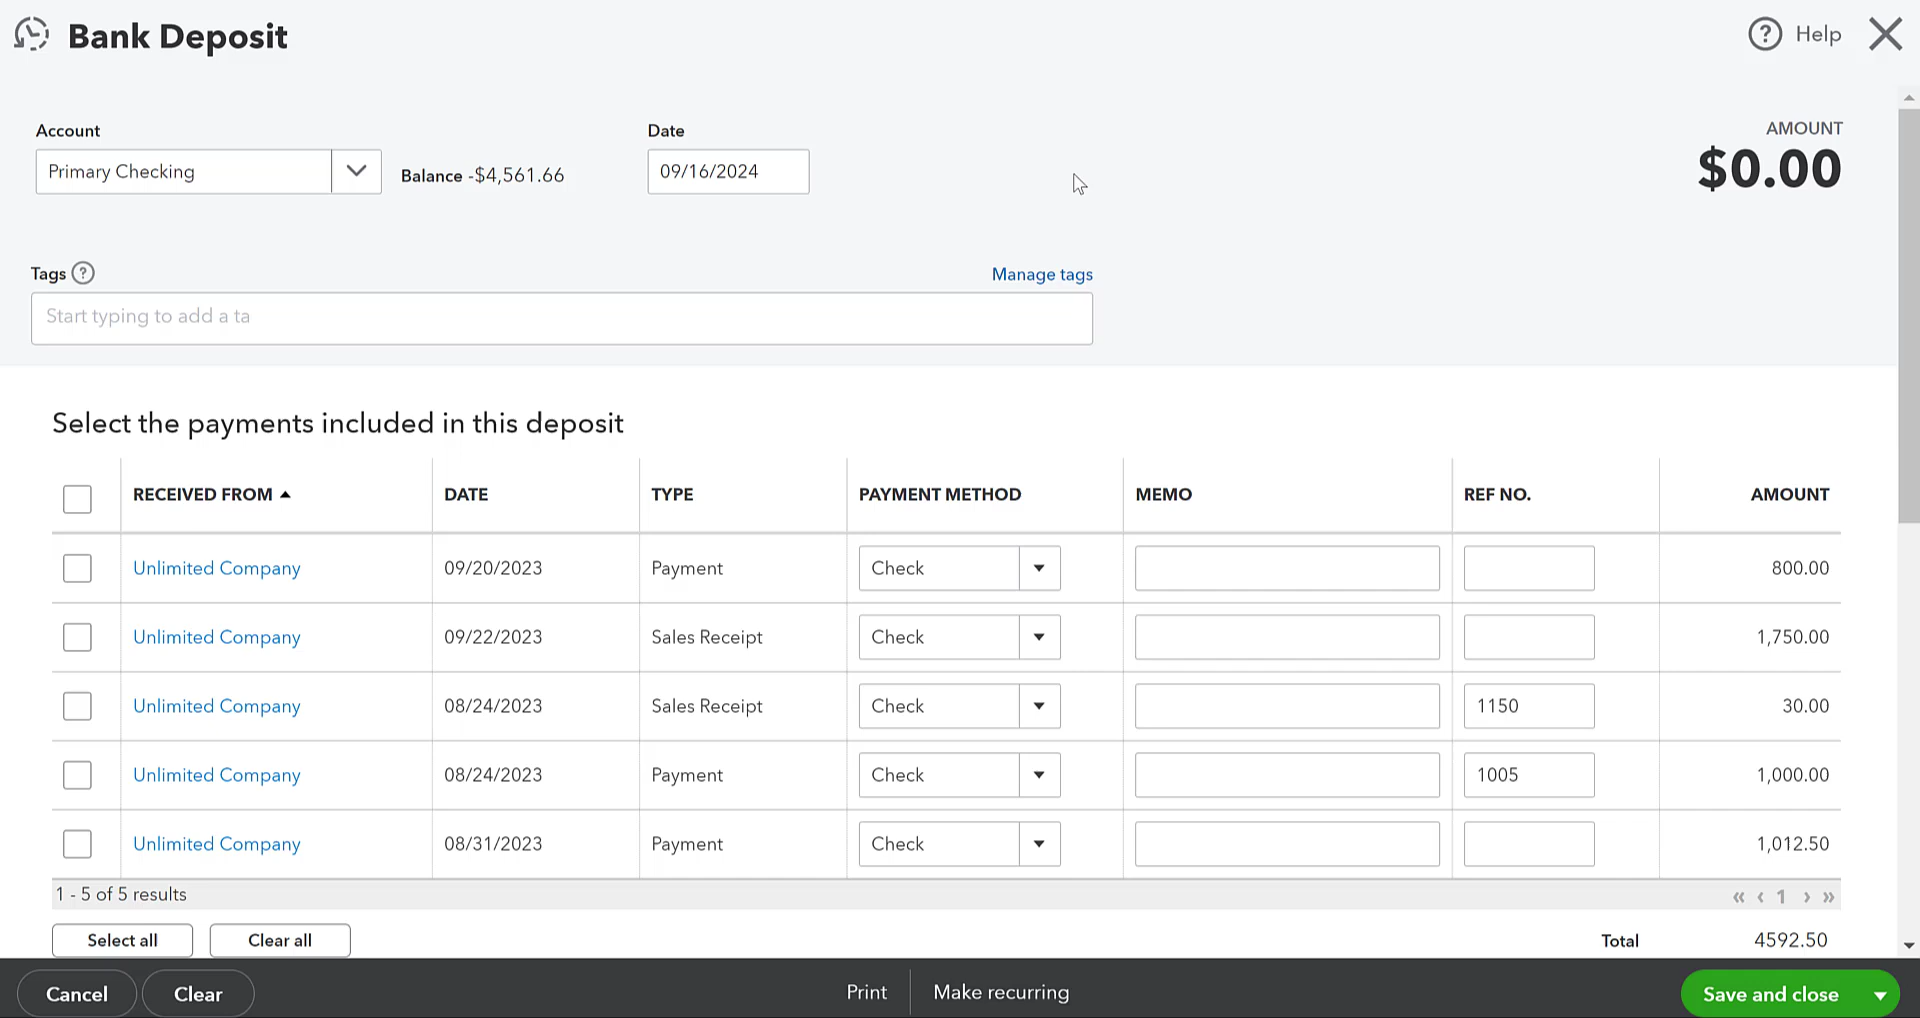 Bank Deposit
? Help
Account
Date
AMOUNT
Primary Checking
Balance -$4,561.66
09/16/2024
$0.00
Tags ?
Manage tags
Start typing to add a ta
Select the payments included in this deposit
RECEIVED FROM DATE TYPE PAYMENT METHOD MEMO REF NO. AMOUNT
Unlimited Company 09/20/2023 Payment Check 800.00
Unlimited Company 09/22/2023 Sales Receipt Check 1,750.00
Unlimited Company 08/24/2023 Sales Receipt Check 1150 30.00
Unlimited Company 08/24/2023 Payment Check 1005 1,000.00
Unlimited Company 08/31/2023 Payment Check 1,012.50
1 - 5 of 5 results « ‹ 1 › »
Select all Clear all Total 4592.50
Cancel Clear Print Make recurring Save and close